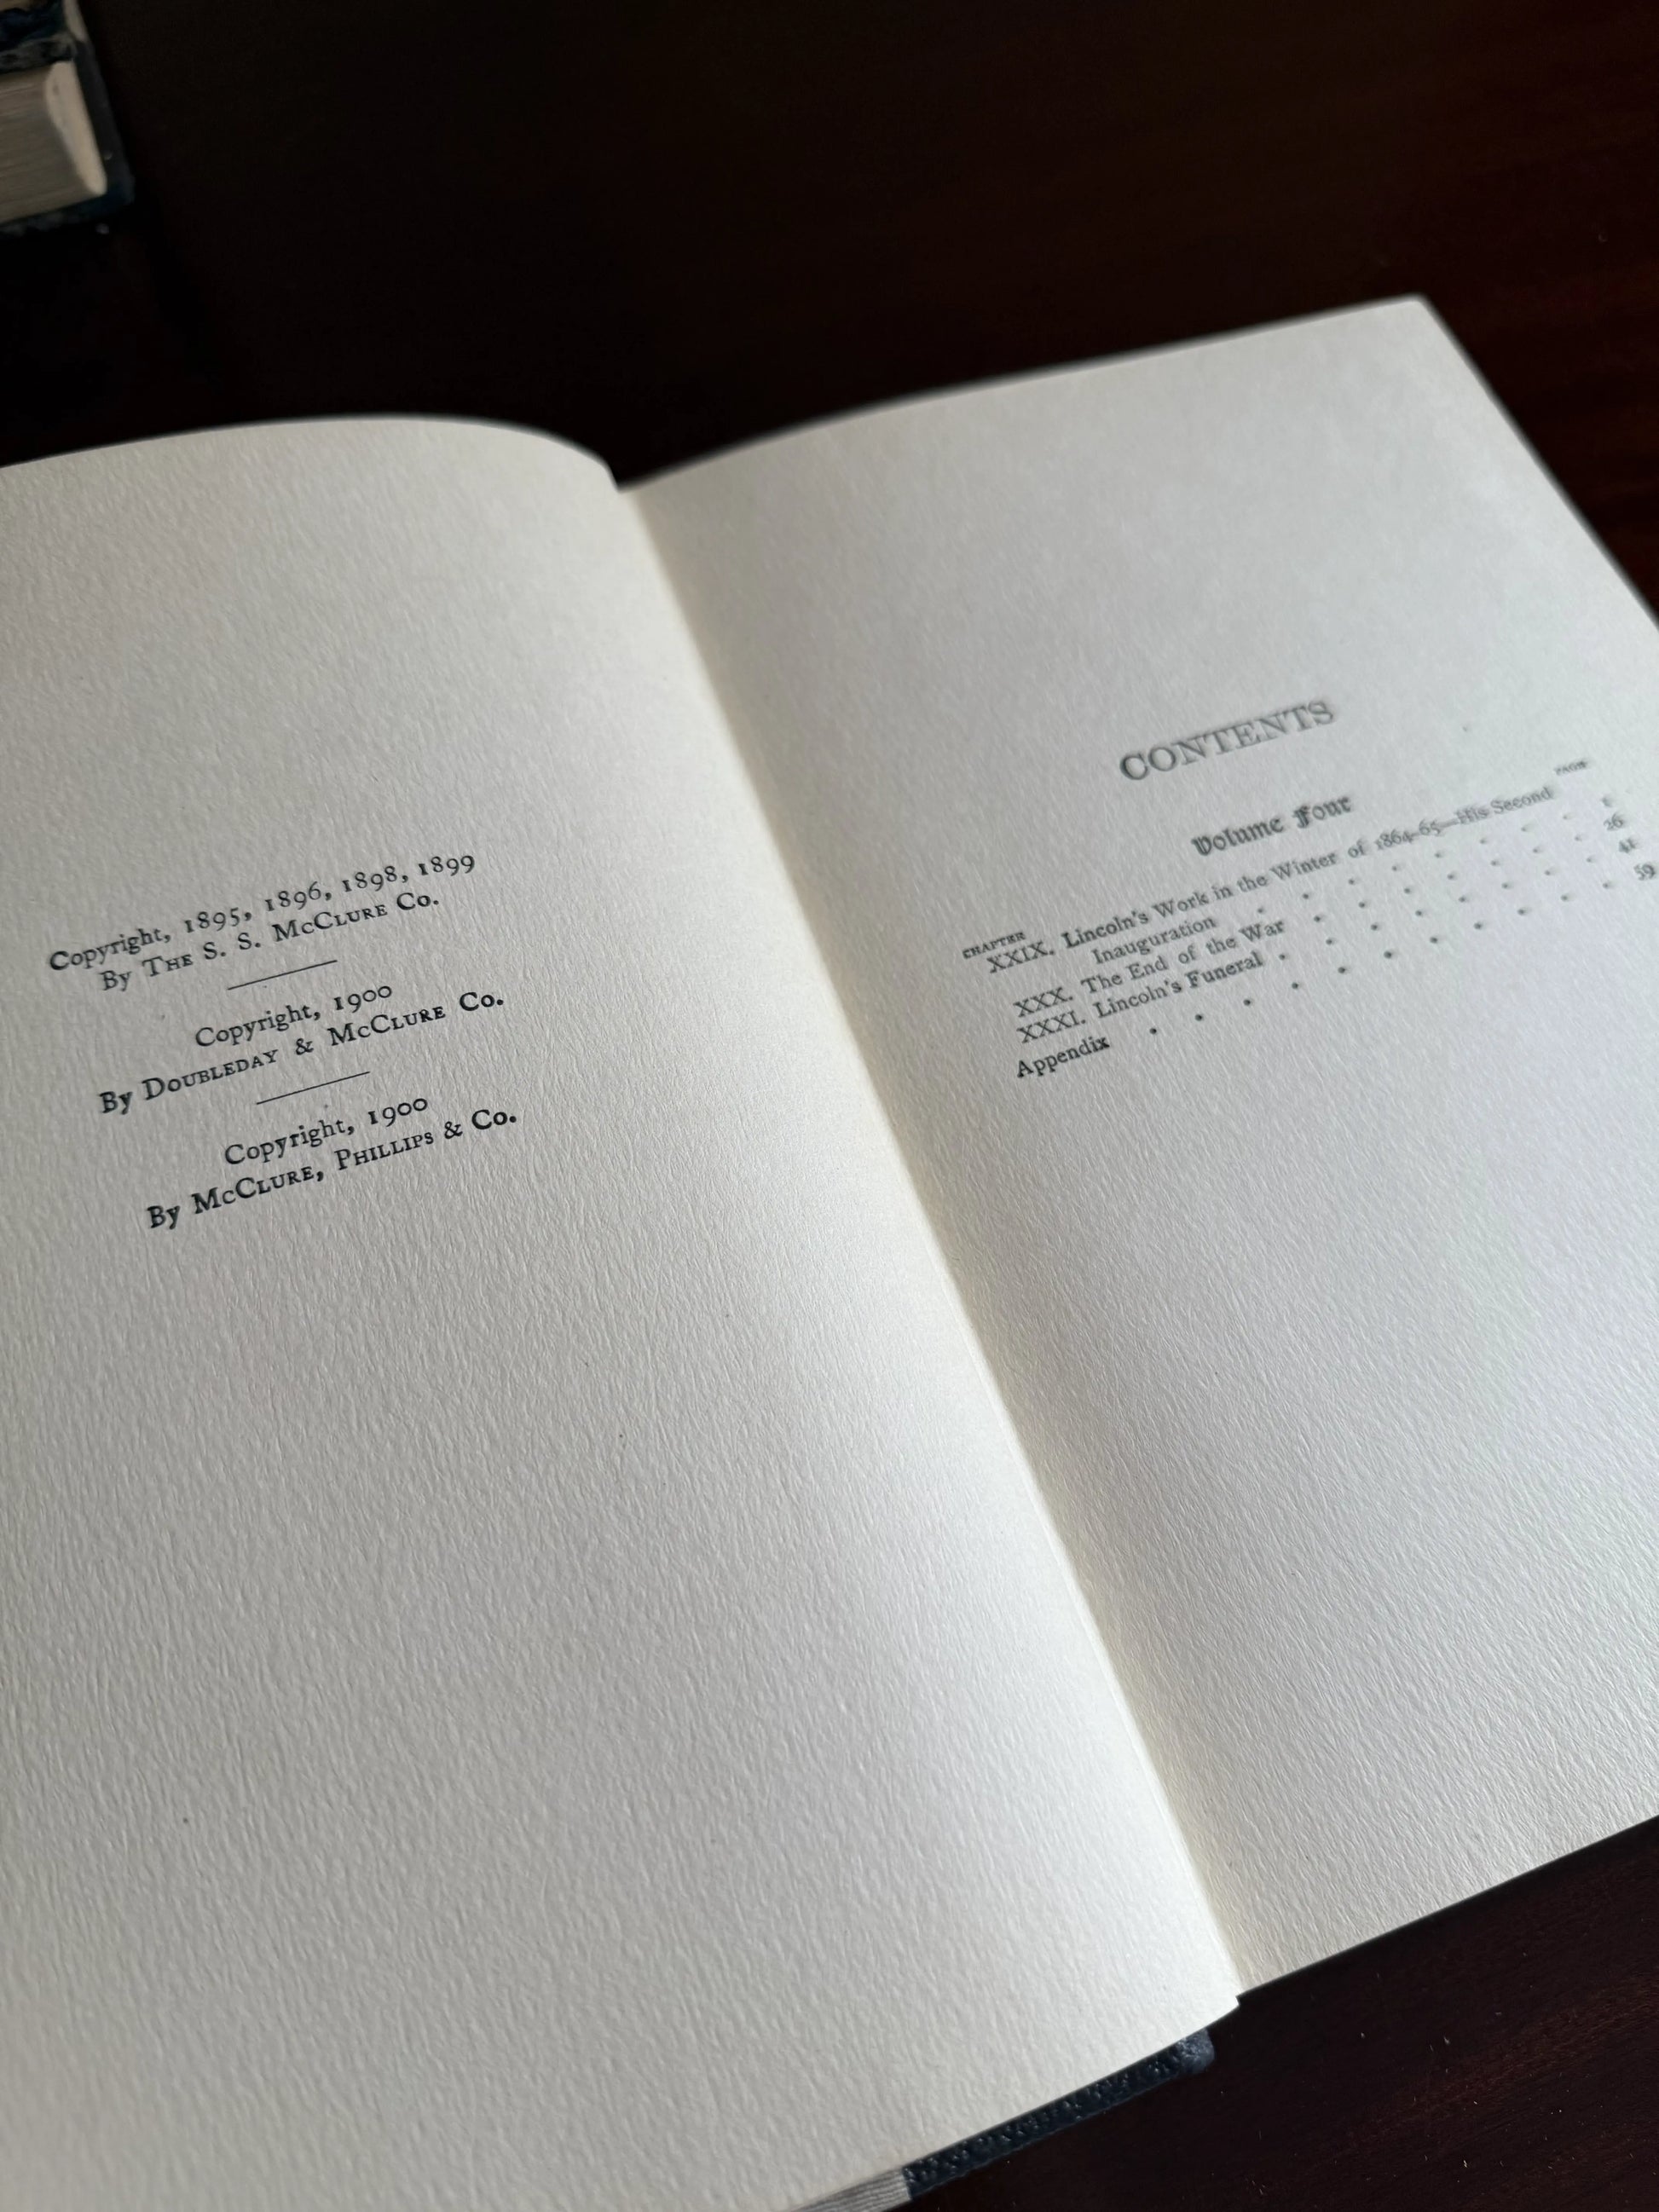 Copyright, 1895, 1896, 1898, 1899
By The S. S. McClure Co.
Copyright, 1900
By Doubleday & McClure Co.
Copyright, 1900
By McClure, Phillips & Co.
CONTENTS
Volume Four
CHAPTER PAGE
XXIX. Lincoln's Work in the Winter of 1864-65—His Second
Inauguration . . . . . . . . 1
XXX. The End of the War . . . . . . 26
XXXI. Lincoln's Funeral . . . . . . . 41
Appendix . . . . . . . . . . 59